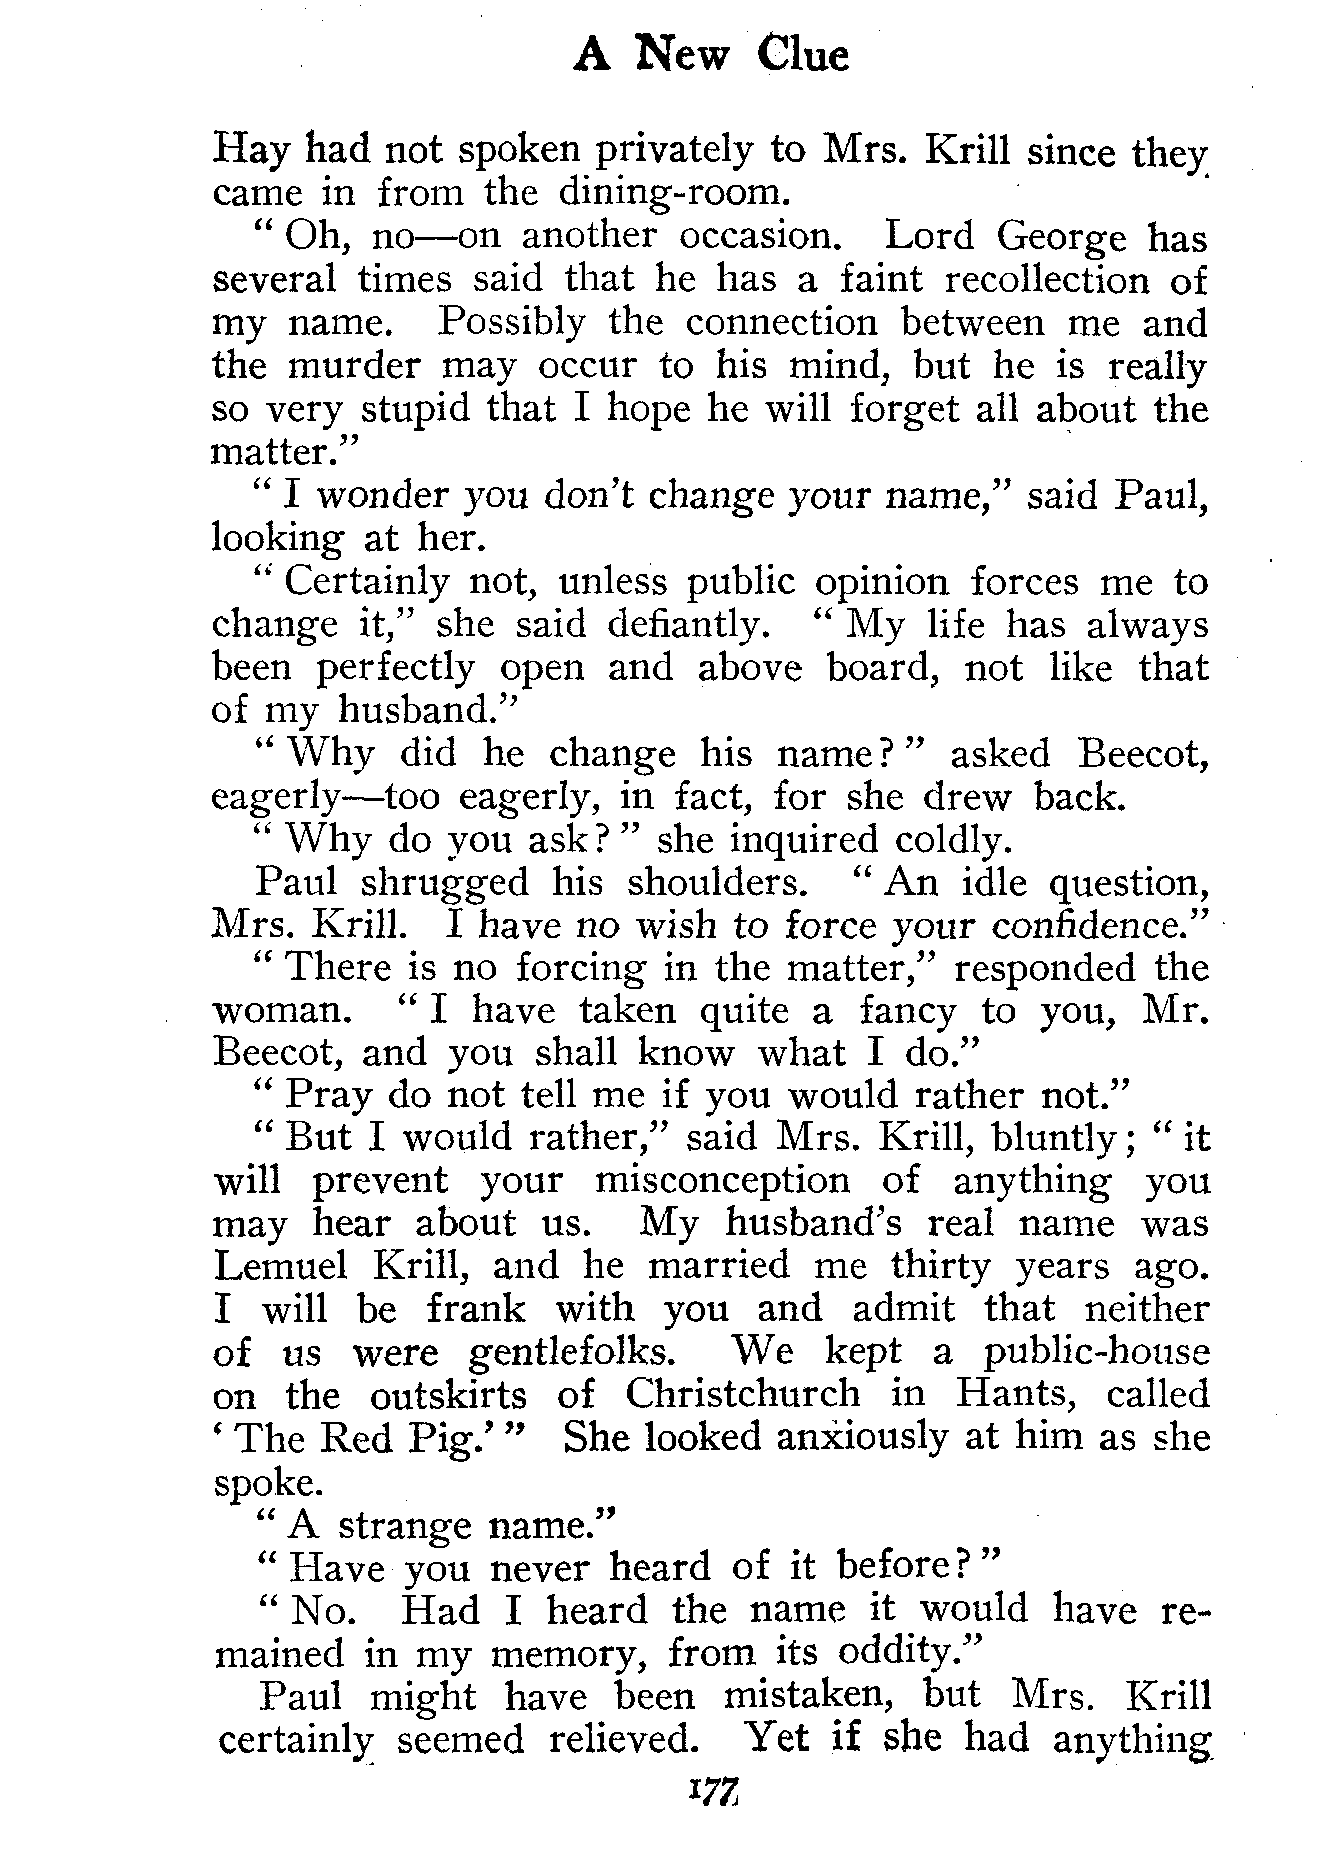 A New Clue
Hay had not spoken privately to Mrs. Krill since they
came in from the dining-room.
“ Oh, no—on another occasion. Lord George has
several times said that he has a faint recollection of
my name. Possibly the connection between me and
the murder may occur to his mind, but he is really
so very stupid that I hope he will forget all about the
matter.”
“ I wonder you don't change your name,” said Paul,
looking at her.
“ Certainly not, unless public opinion forces me to
change it,” she said defiantly. “ My life has always
been perfectly open and above board, not like that
of my husband.”
“ Why did he change his name? ” asked Beecot,
eagerly—too eagerly, in fact, for she drew back.
“ Why do you ask? ” she inquired coldly.
Paul shrugged his shoulders. “ An idle question,
Mrs. Krill. I have no wish to force your confidence.”
“ There is no forcing in the matter,” responded the
woman. “ I have taken quite a fancy to you, Mr.
Beecot, and you shall know what I do.”
“ Pray do not tell me if you would rather not.”
“ But I would rather,” said Mrs. Krill, bluntly; “ it
will prevent your misconception of anything you
may hear about us. My husband's real name was
Lemuel Krill, and he married me thirty years ago.
I will be frank with you and admit that neither
of us were gentlefolks. We kept a public-house
on the outskirts of Christchurch in Hants, called
‘ The Red Pig.’ ” She looked anxiously at him as she
spoke.
“ A strange name.”
“ Have you never heard of it before? ”
“ No. Had I heard the name it would have re-
mained in my memory, from its oddity.”
Paul might have been mistaken, but Mrs. Krill
certainly seemed relieved. Yet if she had anything
177